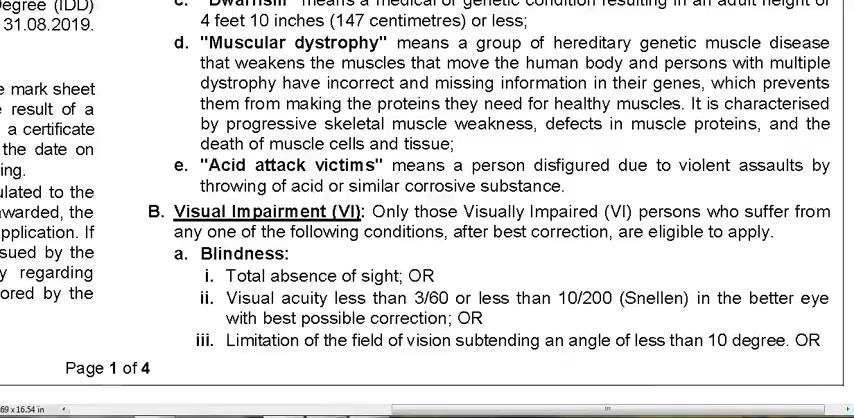 Degree (IDD)
31.08.2019.
mark sheet
result of a
a certificate
the date on
ing.
ulated to the
awarded, the
pplication. If
sued by the
y regarding
ored by the
c. "Dwarfism" means a medical or genetic condition resulting in an adult height of
4 feet 10 inches (147 centimetres) or less;
d. "Muscular dystrophy" means a group of hereditary genetic muscle disease
that weakens the muscles that move the human body and persons with multiple
dystrophy have incorrect and missing information in their genes, which prevents
them from making the proteins they need for healthy muscles. It is characterised
by progressive skeletal muscle weakness, defects in muscle proteins, and the
death of muscle cells and tissue;
e. "Acid attack victims" means a person disfigured due to violent assaults by
throwing of acid or similar corrosive substance.
B. Visual Impairment (VI): Only those Visually Impaired (VI) persons who suffer from
any one of the following conditions, after best correction, are eligible to apply.
a. Blindness:
i. Total absence of sight; OR
ii. Visual acuity less than 3/60 or less than 10/200 (Snellen) in the better eye
with best possible correction; OR
iii. Limitation of the field of vision subtending an angle of less than 10 degree. OR
Page 1 of 4
69 x 16.54 in